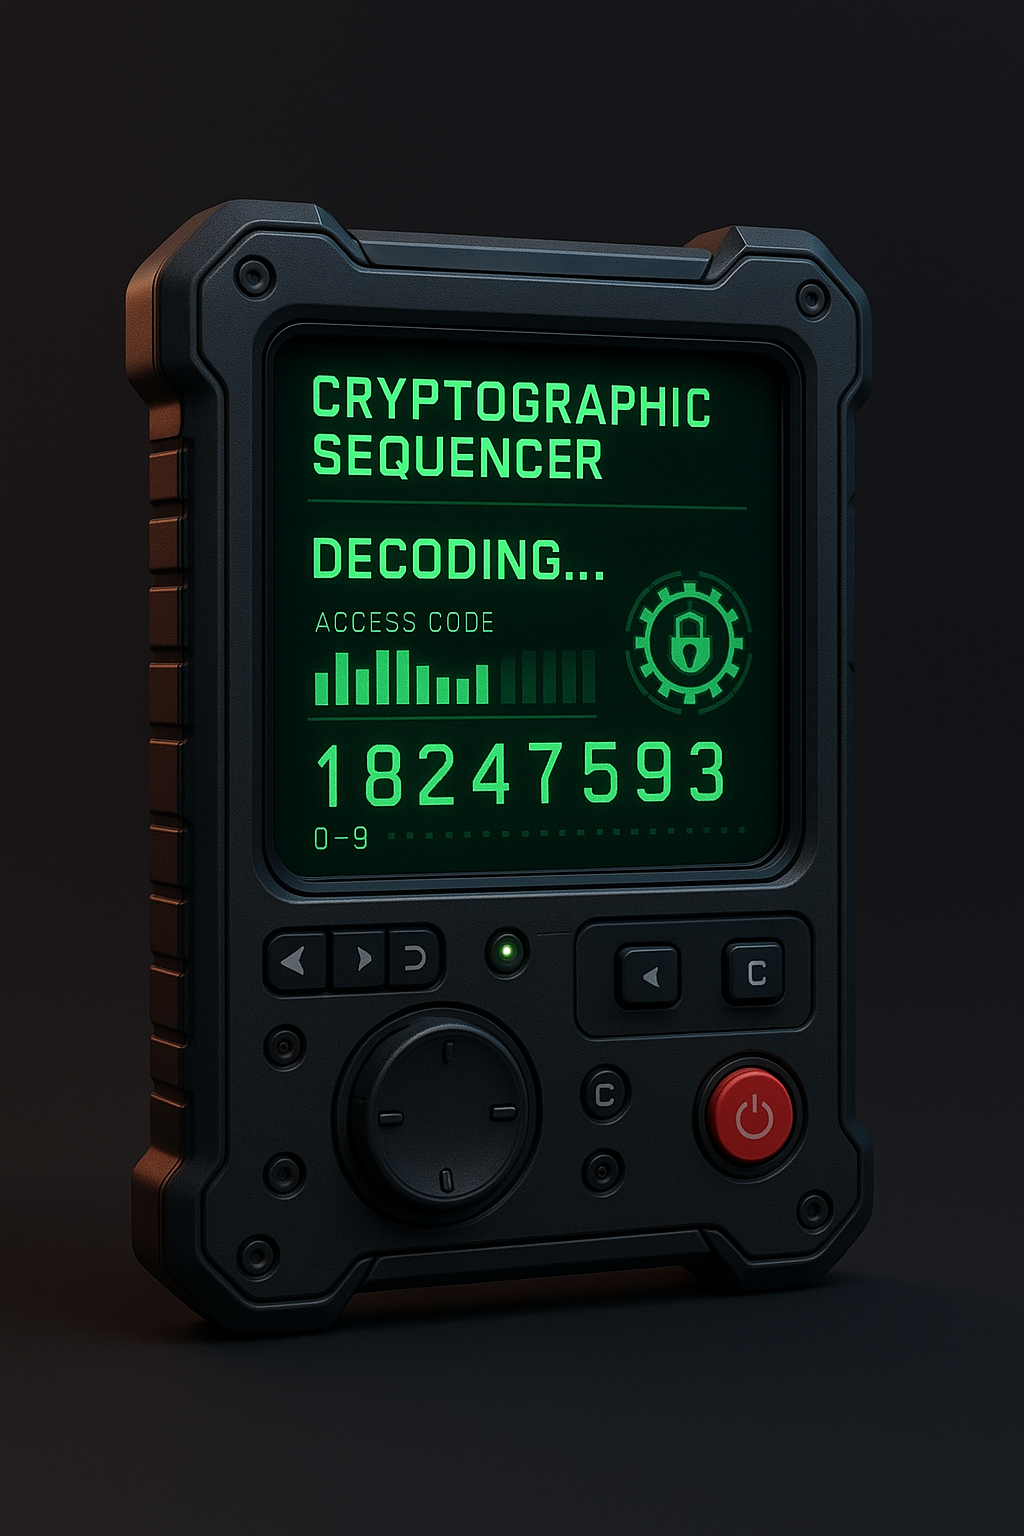 CRYPTOGRAPHIC
SEQUENCER
DECODING...
ACCESS CODE
18247593
0–9
C
C